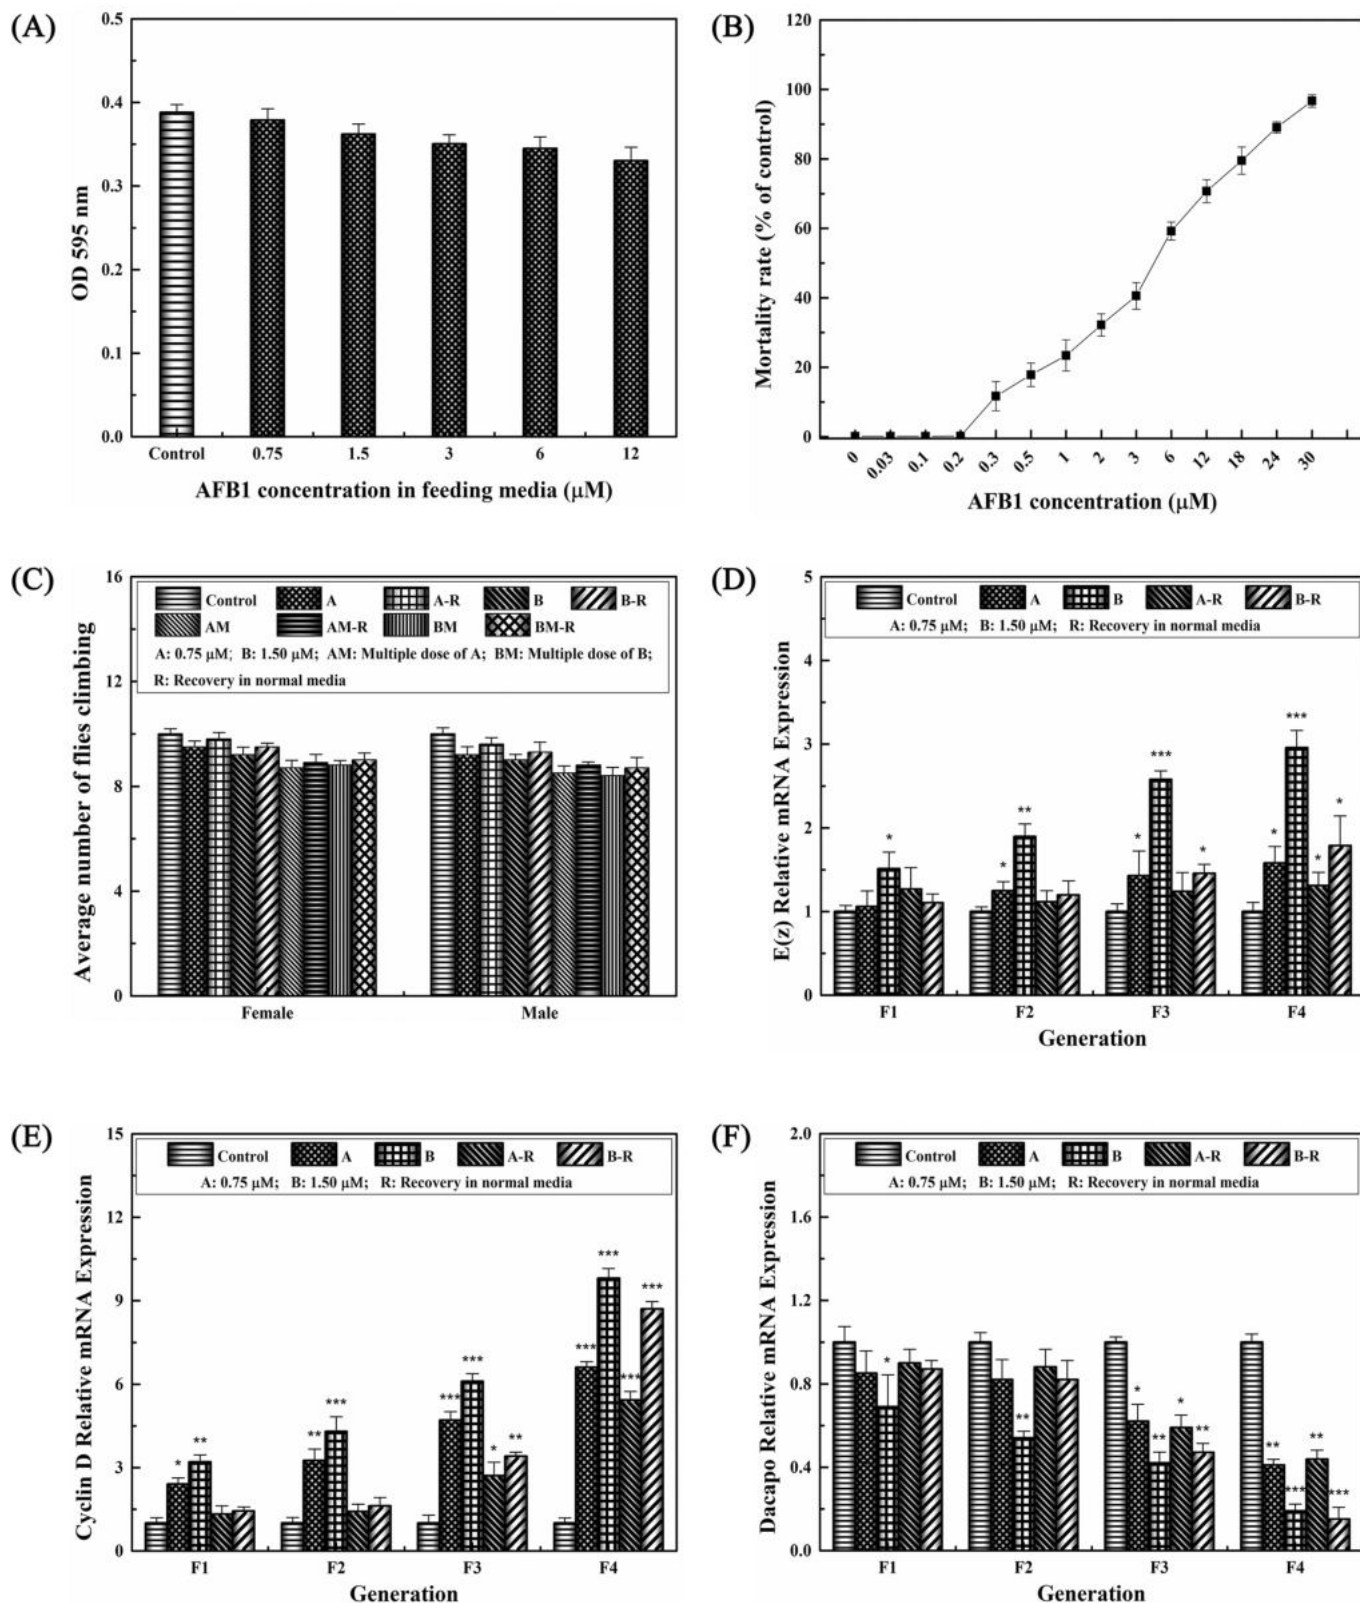 (A)
0.5
0.4
0.3
0.2
0.1
0.0
OD 595 nm
Control 0.75 1.5 3 6 12
AFB1 concentration in feeding media (μM)
(B)
120
100
80
60
40
20
0
Mortality rate (% of control)
0 0.03 0.1 0.2 0.3 0.5 1 2 3 6 12 18 24 30
AFB1 concentration (μM)
(C)
16
12
8
4
0
Average number of flies climbing
Control A A-R B B-R
AM AM-R BM BM-R
A: 0.75 μM; B: 1.50 μM; AM: Multiple dose of A; BM: Multiple dose of B;
R: Recovery in normal media
Female Male
(D)
5
4
3
2
1
0
E(z) Relative mRNA Expression
Control A B A-R B-R
A: 0.75 μM; B: 1.50 μM; R: Recovery in normal media
* * ** * *** * * *** * *
F1 F2 F3 F4
Generation
(E)
15
12
9
6
3
0
Cyclin D Relative mRNA Expression
Control A B A-R B-R
A: 0.75 μM; B: 1.50 μM; R: Recovery in normal media
* ** ** *** *** *** * ** *** *** *** ***
F1 F2 F3 F4
Generation
(F)
2.0
1.6
1.2
0.8
0.4
0.0
Dacapo Relative mRNA Expression
Control A B A-R B-R
A: 0.75 μM; B: 1.50 μM; R: Recovery in normal media
* ** * ** * ** ** *** ** ***
F1 F2 F3 F4
Generation